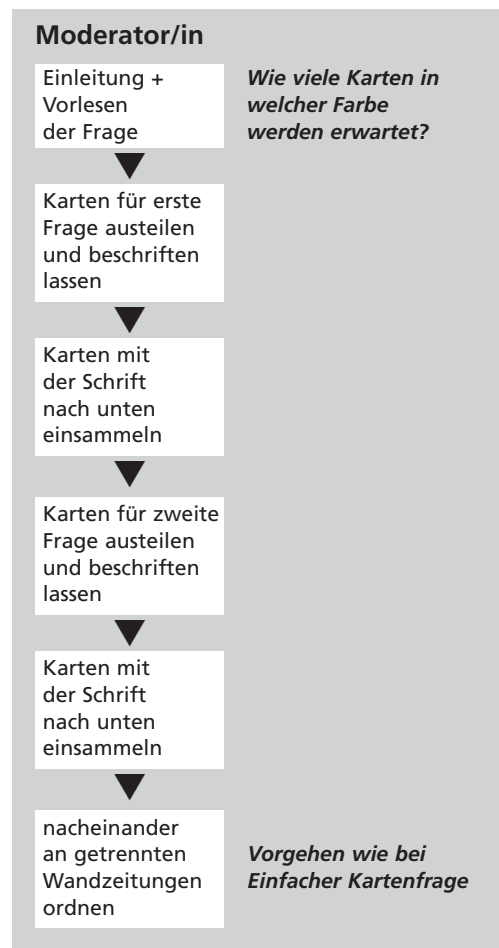 Moderator/in
Einleitung +
Vorlesen
der Frage
Wie viele Karten in
welcher Farbe
werden erwartet?
Karten für erste
Frage austeilen
und beschriften
lassen
Karten mit
der Schrift
nach unten
einsammeln
Karten für zweite
Frage austeilen
und beschriften
lassen
Karten mit
der Schrift
nach unten
einsammeln
nacheinander
an getrennten
Wandzeitungen
ordnen
Vorgehen wie bei
Einfacher Kartenfrage